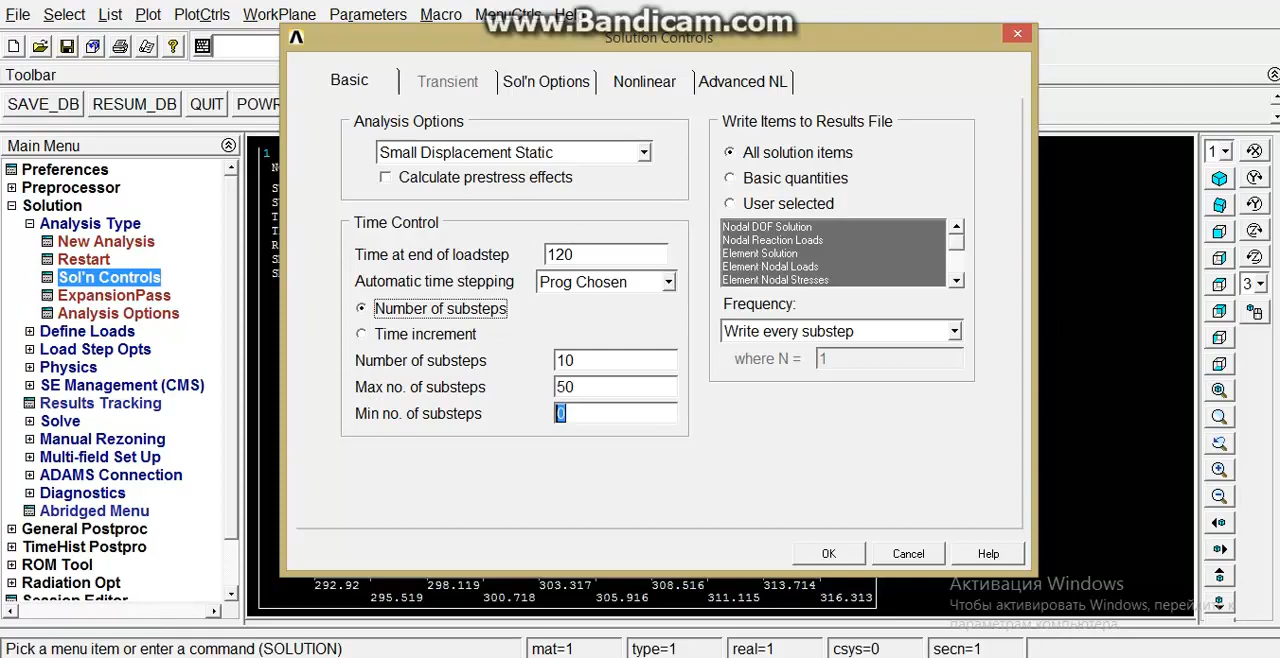 File Select List Plot PlotCtrls WorkPlane Parameters Macro MenuCtrls Help
www.Bandicam.com
Solution Controls
Toolbar
SAVE_DB RESUM_DB QUIT POWR
Main Menu
Preferences
Preprocessor
Solution
Analysis Type
New Analysis
Restart
Sol'n Controls
ExpansionPass
Analysis Options
Define Loads
Load Step Opts
Physics
SE Management (CMS)
Results Tracking
Solve
Manual Rezoning
Multi-field Set Up
ADAMS Connection
Diagnostics
Abridged Menu
General Postproc
TimeHist Postpro
ROM Tool
Radiation Opt
Session Editor
1
Basic Transient Sol'n Options Nonlinear Advanced NL
Analysis Options
Small Displacement Static
Calculate prestress effects
Time Control
Time at end of loadstep 120
Automatic time stepping Prog Chosen
Number of substeps
Time increment
Number of substeps 10
Max no. of substeps 50
Min no. of substeps 0
Write Items to Results File
All solution items
Basic quantities
User selected
Nodal DOF Solution
Nodal Reaction Loads
Element Solution
Element Nodal Loads
Element Nodal Stresses
Frequency:
Write every substep
where N = 1
OK Cancel Help
1
3
292.92 298.119 303.317 308.516 313.714
295.519 300.718 305.916 311.115 316.313
Активация Windows
Чтобы активировать Windows, перейдите к
параметрам компьютера.
Pick a menu item or enter a command (SOLUTION) mat=1 type=1 real=1 csys=0 secn=1